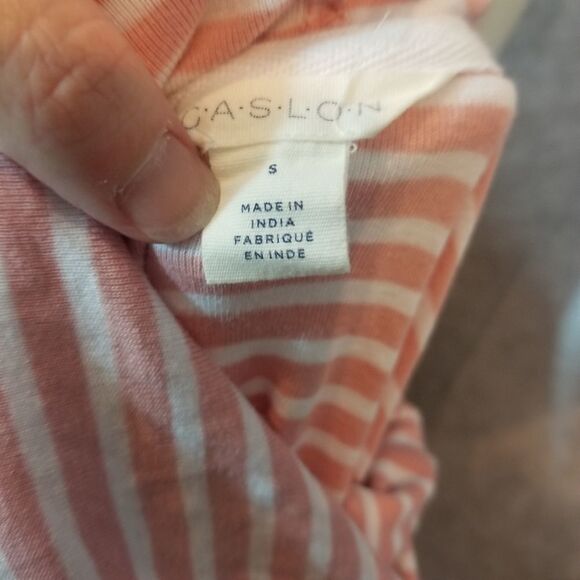 C·A·S·L·O·N
S
MADE IN
INDIA
FABRIQUÉ
EN INDE